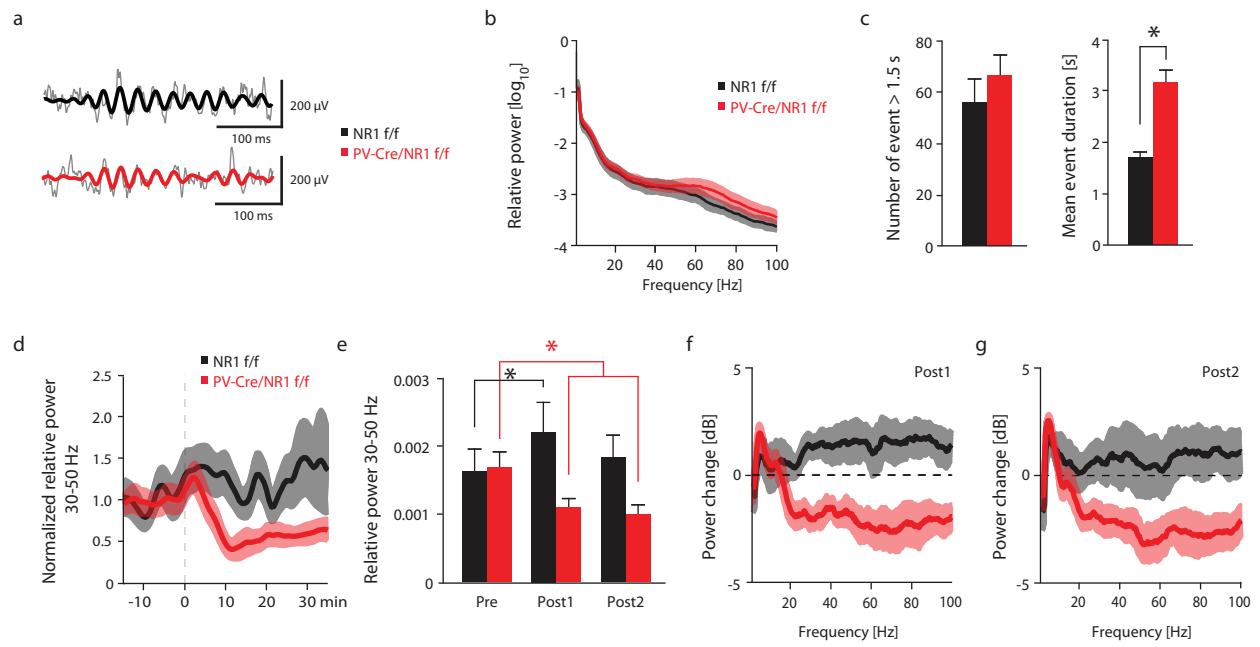 a
200 µV
100 ms
NR1 f/f
PV-Cre/NR1 f/f
200 µV
100 ms
b
Relative power [log10]
0
-1
-2
-3
-4
20 40 60 80 100
Frequency [Hz]
NR1 f/f
PV-Cre/NR1 f/f
c
Number of event > 1.5 s
80
60
40
20
0
Mean event duration [s]
4
3
2
1
0
*
d
NR1 f/f
PV-Cre/NR1 f/f
Normalized relative power
30-50 Hz
2.5
2.0
1.5
1.0
0.5
0
-10 0 10 20 30 min
e
Relative power 30-50 Hz
0.003
0.002
0.001
0
*
*
Pre Post1 Post2
f
Post1
Power change [dB]
5
0
-5
20 40 60 80 100
Frequency [Hz]
g
Post2
Power change [dB]
5
0
-5
20 40 60 80 100
Frequency [Hz]